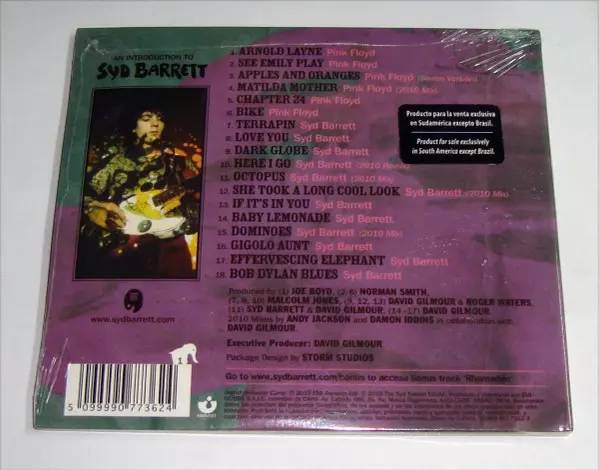 AN INTRODUCTION TO
SYD BARRETT
1. ARNOLD LAYNE Pink Floyd
2. SEE EMILY PLAY Pink Floyd
3. APPLES AND ORANGES Pink Floyd (Stereo Version)
4. MATILDA MOTHER Pink Floyd (2010 Mix)
5. CHAPTER 24 Pink Floyd
6. BIKE Pink Floyd
7. TERRAPIN Syd Barrett
8. LOVE YOU Syd Barrett
9. DARK GLOBE Syd Barrett
10. HERE I GO Syd Barrett (2010 Remix)
11. OCTOPUS Syd Barrett (2010 Mix)
12. SHE TOOK A LONG COOL LOOK Syd Barrett (2010 Mix)
13. IF IT'S IN YOU Syd Barrett
14. BABY LEMONADE Syd Barrett
15. DOMINOES Syd Barrett (2010 Mix)
16. GIGOLO AUNT Syd Barrett
17. EFFERVESCING ELEPHANT Syd Barrett
18. BOB DYLAN BLUES Syd Barrett
Producto para la venta exclusiva
en Sudamérica excepto Brasil.
Product for sale exclusively
in South America except Brazil.
Produced for (1) JOE BOYD, (2-6) NORMAN SMITH,
(7, 8, 10) MALCOLM JONES, (9, 12, 13) DAVID GILMOUR & ROGER WATERS,
(11) SYD BARRETT & DAVID GILMOUR, (14-17) DAVID GILMOUR.
2010 Mixes by ANDY JACKSON and DAMON IDDINS in collaboration with
DAVID GILMOUR.
Executive Producer: DAVID GILMOUR
Package Design by STORM STUDIOS
www.sydbarrett.com
Go to www.sydbarrett.com/bonus to access bonus track 'Rhamadan'
5 099990 773624
HARVEST